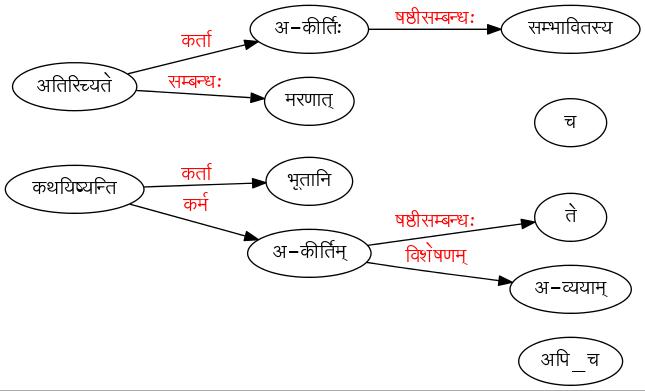 अ-कीर्तिः
षष्ठीसम्बन्धः
सम्भावितस्य
कर्ता
अतिरिच्यते
सम्बन्धः
मरणात्
च
कथयिष्यन्ति
कर्ता
भूतानि
कर्म
षष्ठीसम्बन्धः
ते
अ-कीर्तिम्
विशेषणम्
अ-व्ययाम्
अपि_च